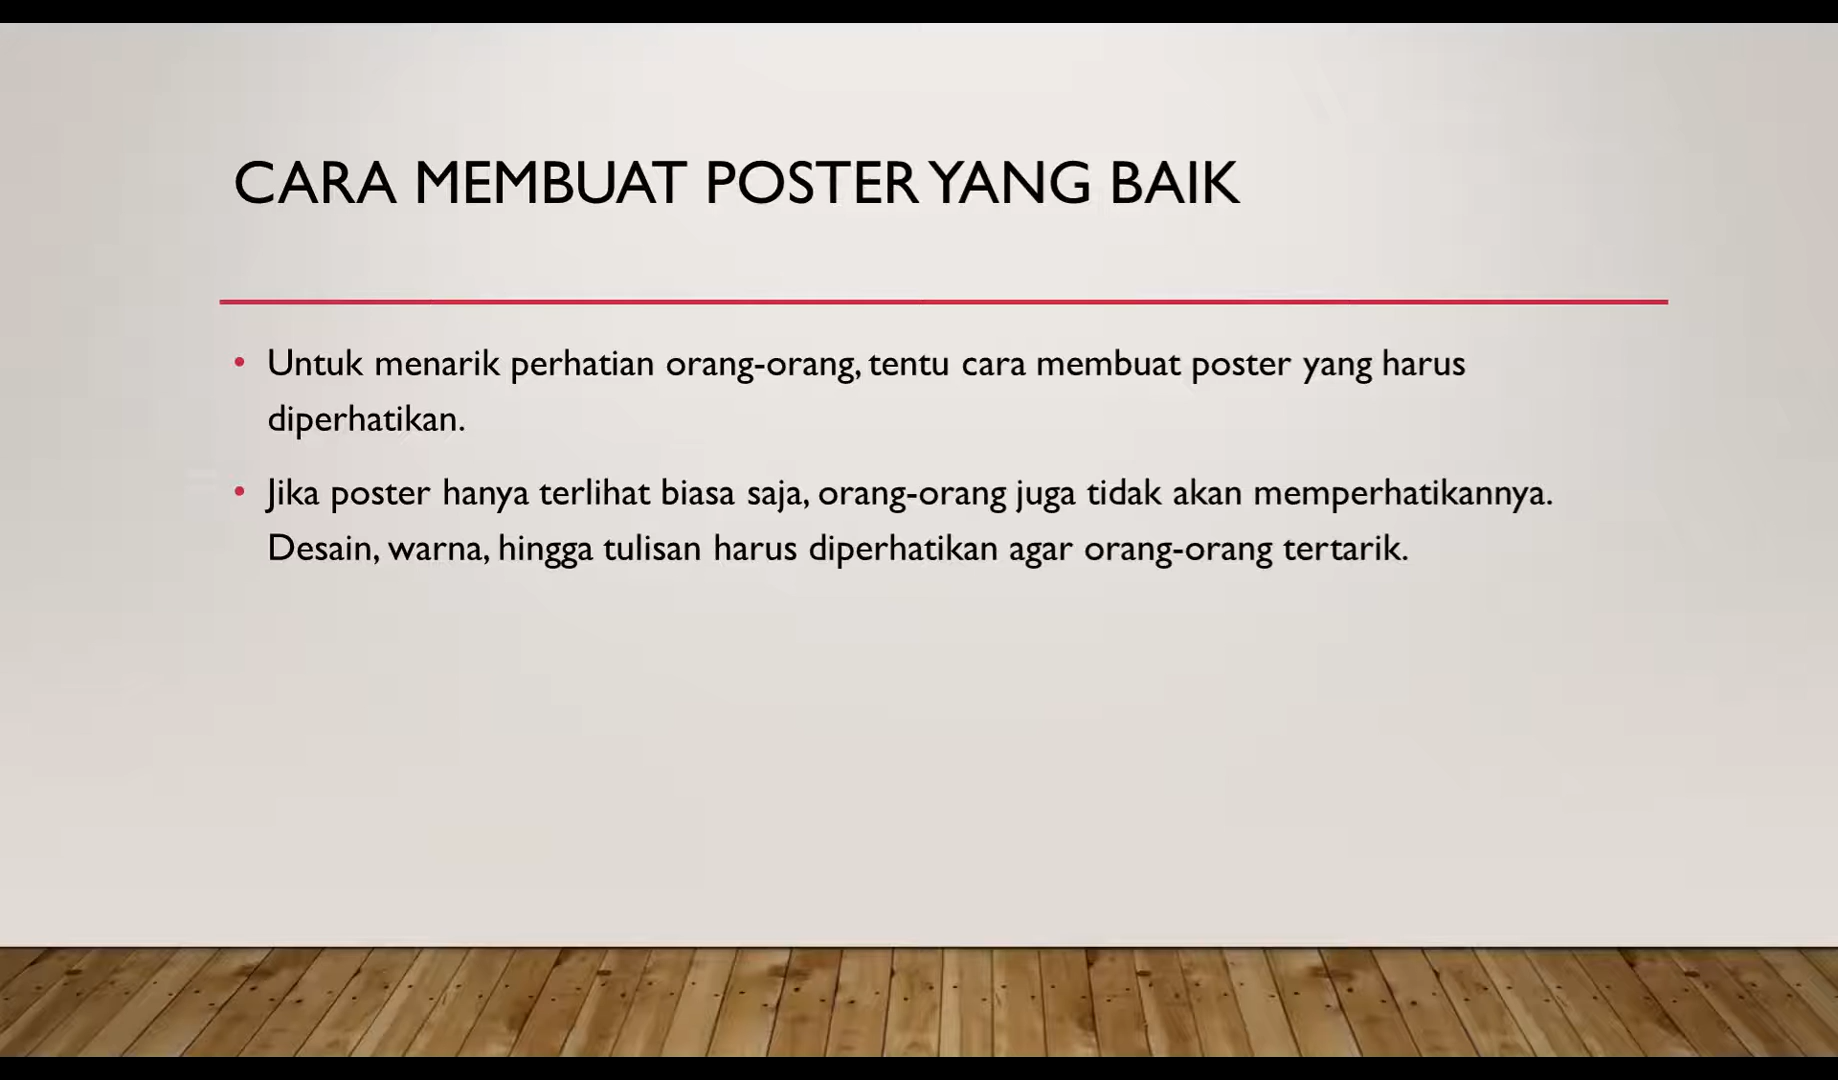 CARA MEMBUAT POSTER YANG BAIK
• Untuk menarik perhatian orang-orang, tentu cara membuat poster yang harus
diperhatikan.
• Jika poster hanya terlihat biasa saja, orang-orang juga tidak akan memperhatikannya.
Desain, warna, hingga tulisan harus diperhatikan agar orang-orang tertarik.